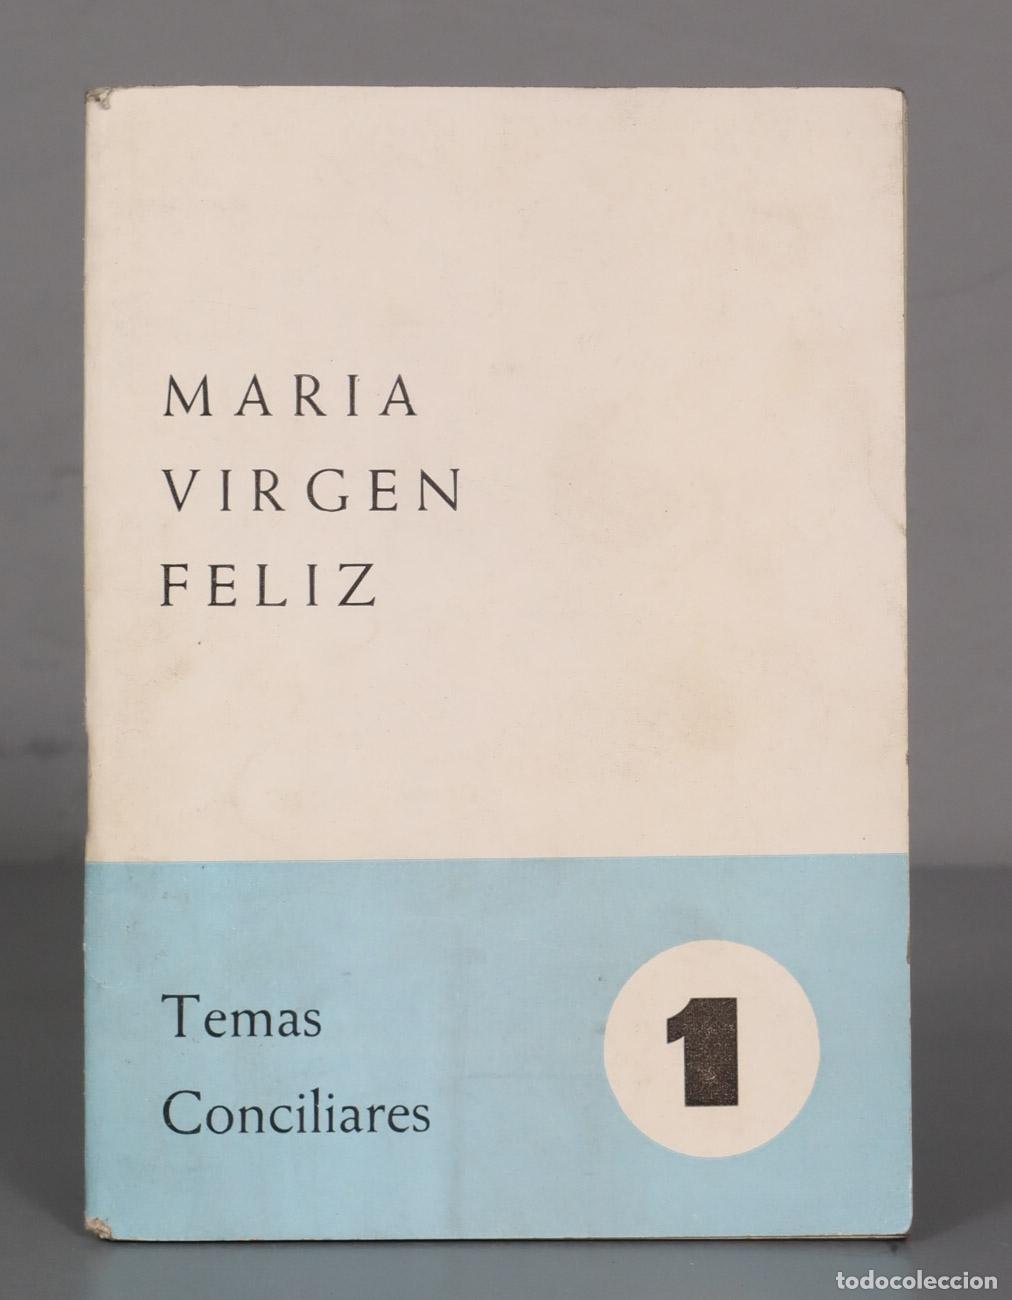 MARIA
VIRGEN
FELIZ
Temas
Conciliares
1
todocoleccion